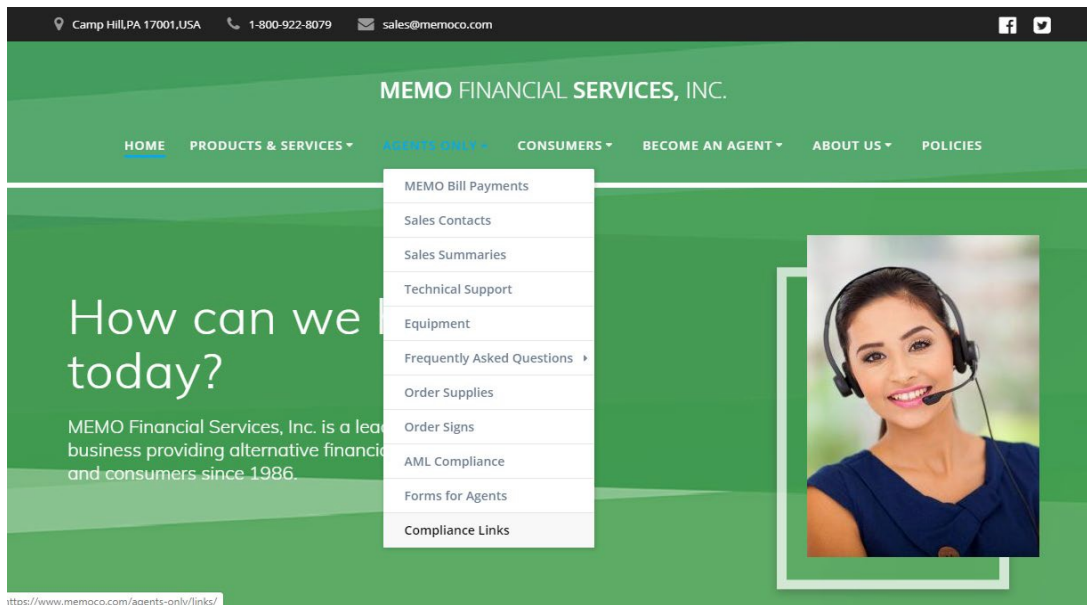 Camp Hill,PA 17001,USA 1-800-922-8079 sales@memoco.com
MEMO FINANCIAL SERVICES, INC.
HOME PRODUCTS & SERVICES AGENTS ONLY CONSUMERS BECOME AN AGENT ABOUT US POLICIES
MEMO Bill Payments
Sales Contacts
Sales Summaries
Technical Support
Equipment
Frequently Asked Questions
Order Supplies
Order Signs
AML Compliance
Forms for Agents
Compliance Links
How can we
today?
MEMO Financial Services, Inc. is a
business providing alternative
and consumers since 1986.
https://www.memoco.com/agents-only/links/